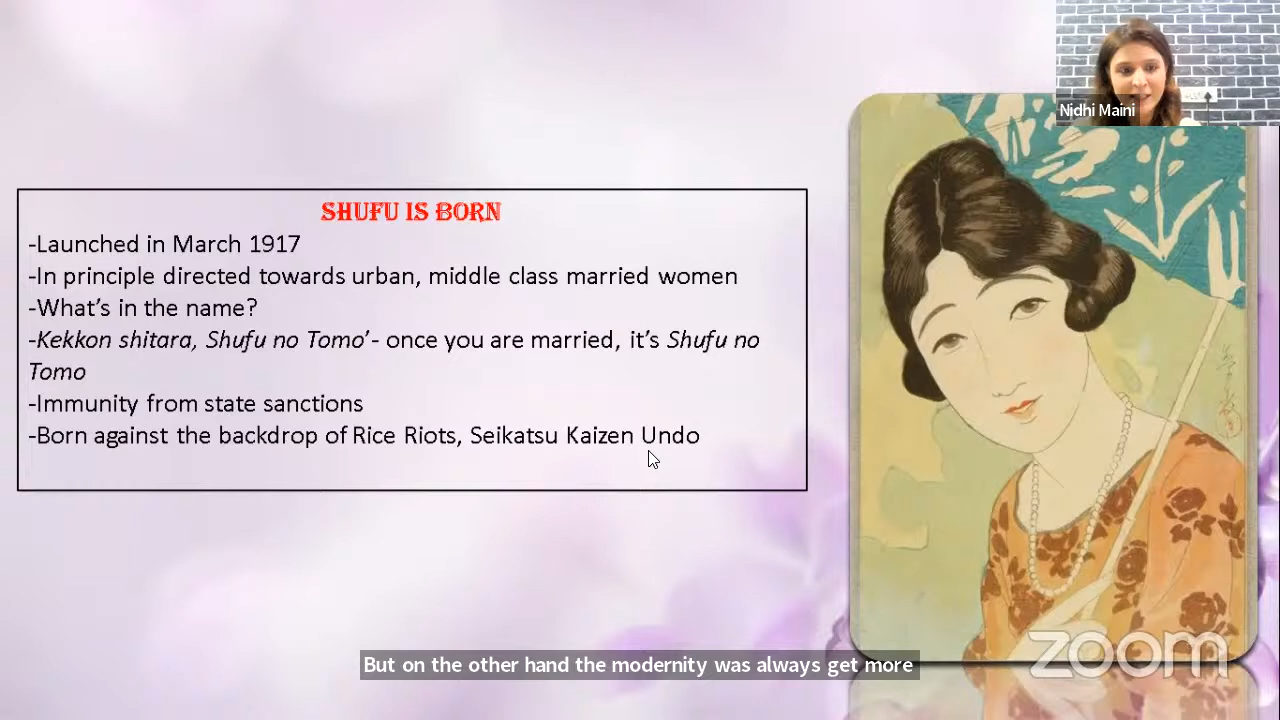 Nidhi Maini
SHUFU IS BORN
-Launched in March 1917
-In principle directed towards urban, middle class married women
-What's in the name?
-Kekkon shitara, Shufu no Tomo'- once you are married, it's Shufu no
Tomo
-Immunity from state sanctions
-Born against the backdrop of Rice Riots, Seikatsu Kaizen Undo
zoom
But on the other hand the modernity was always get more